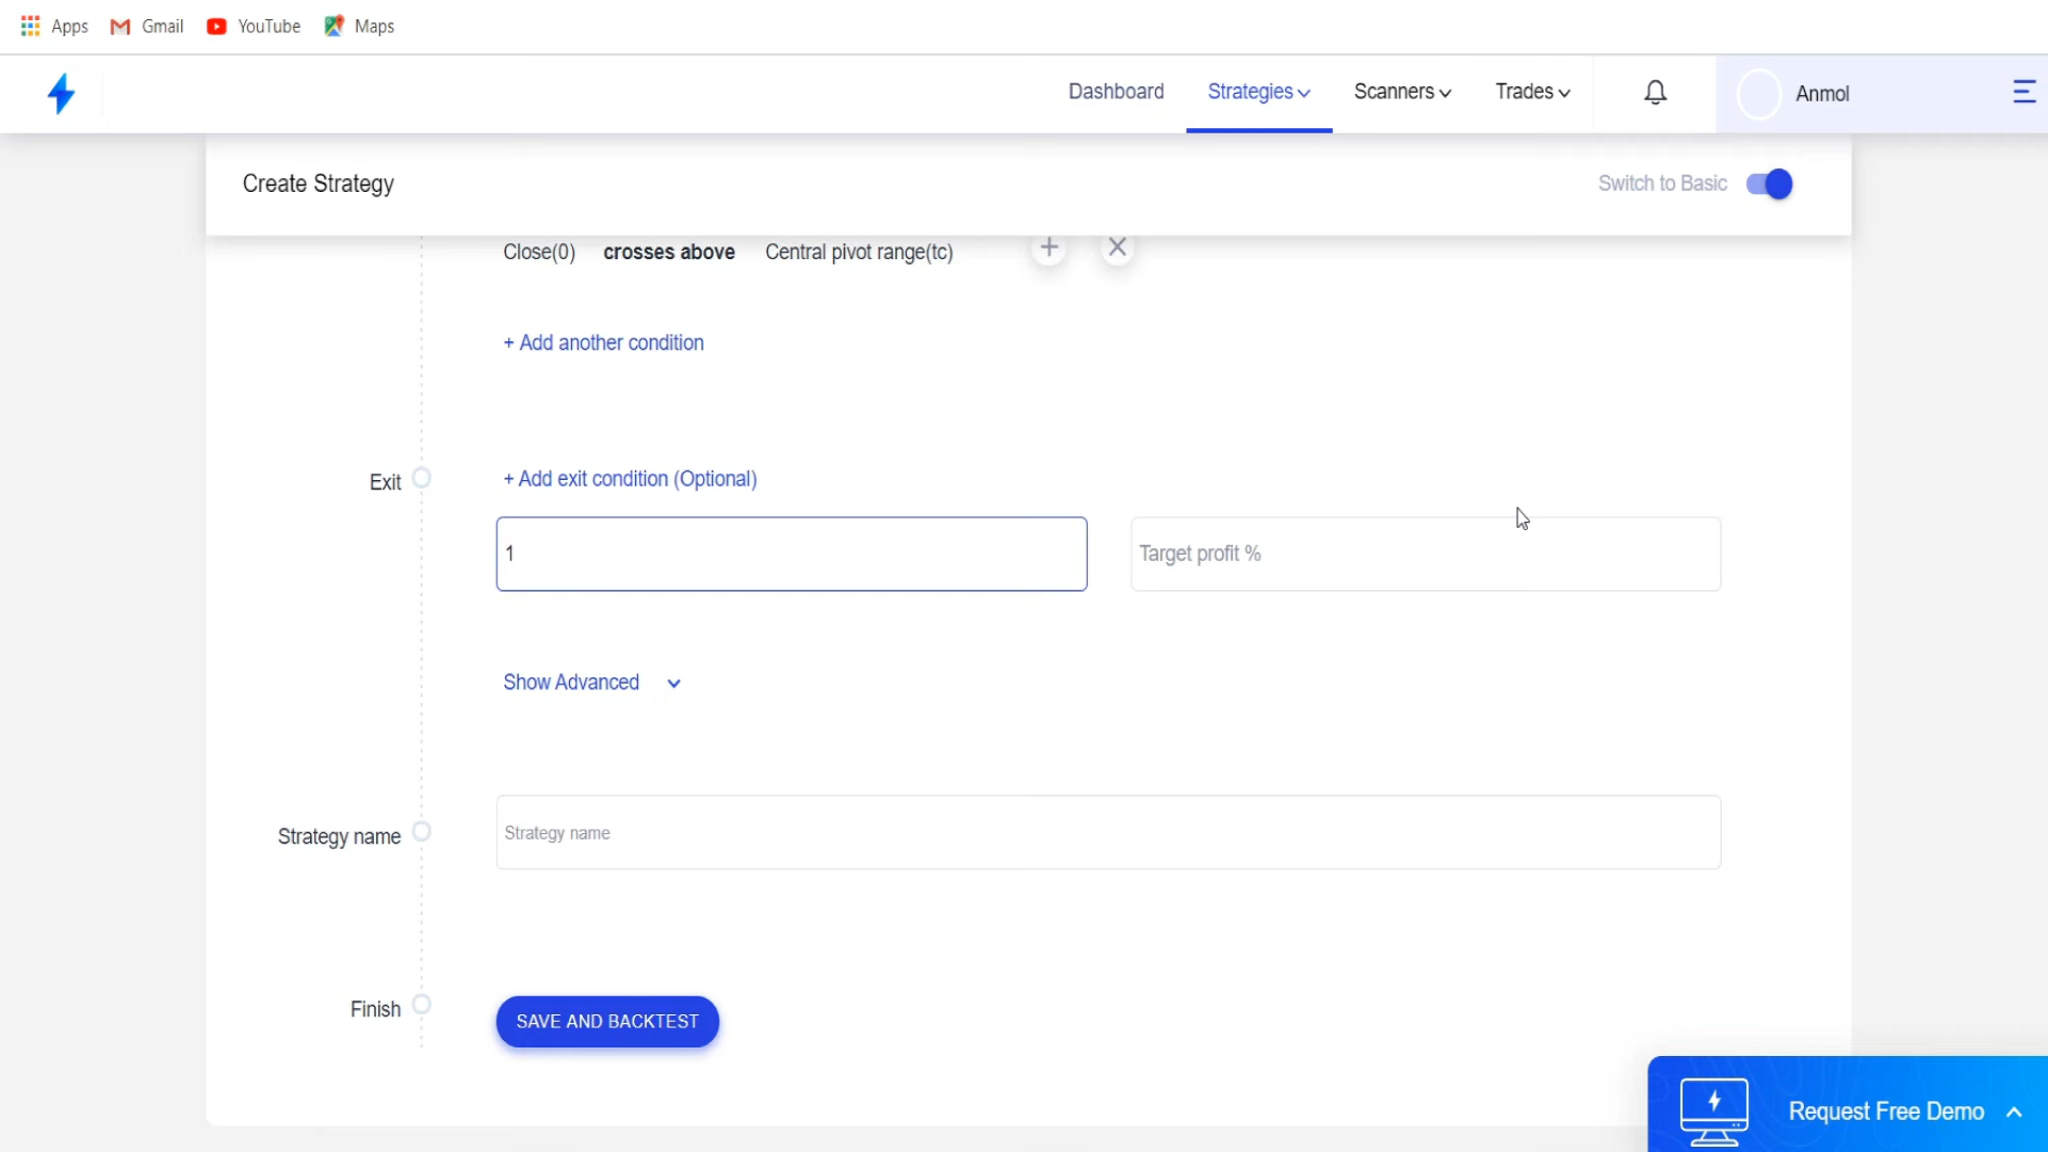 Apps Gmail YouTube Maps
Dashboard Strategies Scanners Trades Anmol
Create Strategy Switch to Basic
Close(0) crosses above Central pivot range(tc)
+ Add another condition
Exit + Add exit condition (Optional)
1 Target profit %
Show Advanced
Strategy name Strategy name
Finish SAVE AND BACKTEST
Request Free Demo